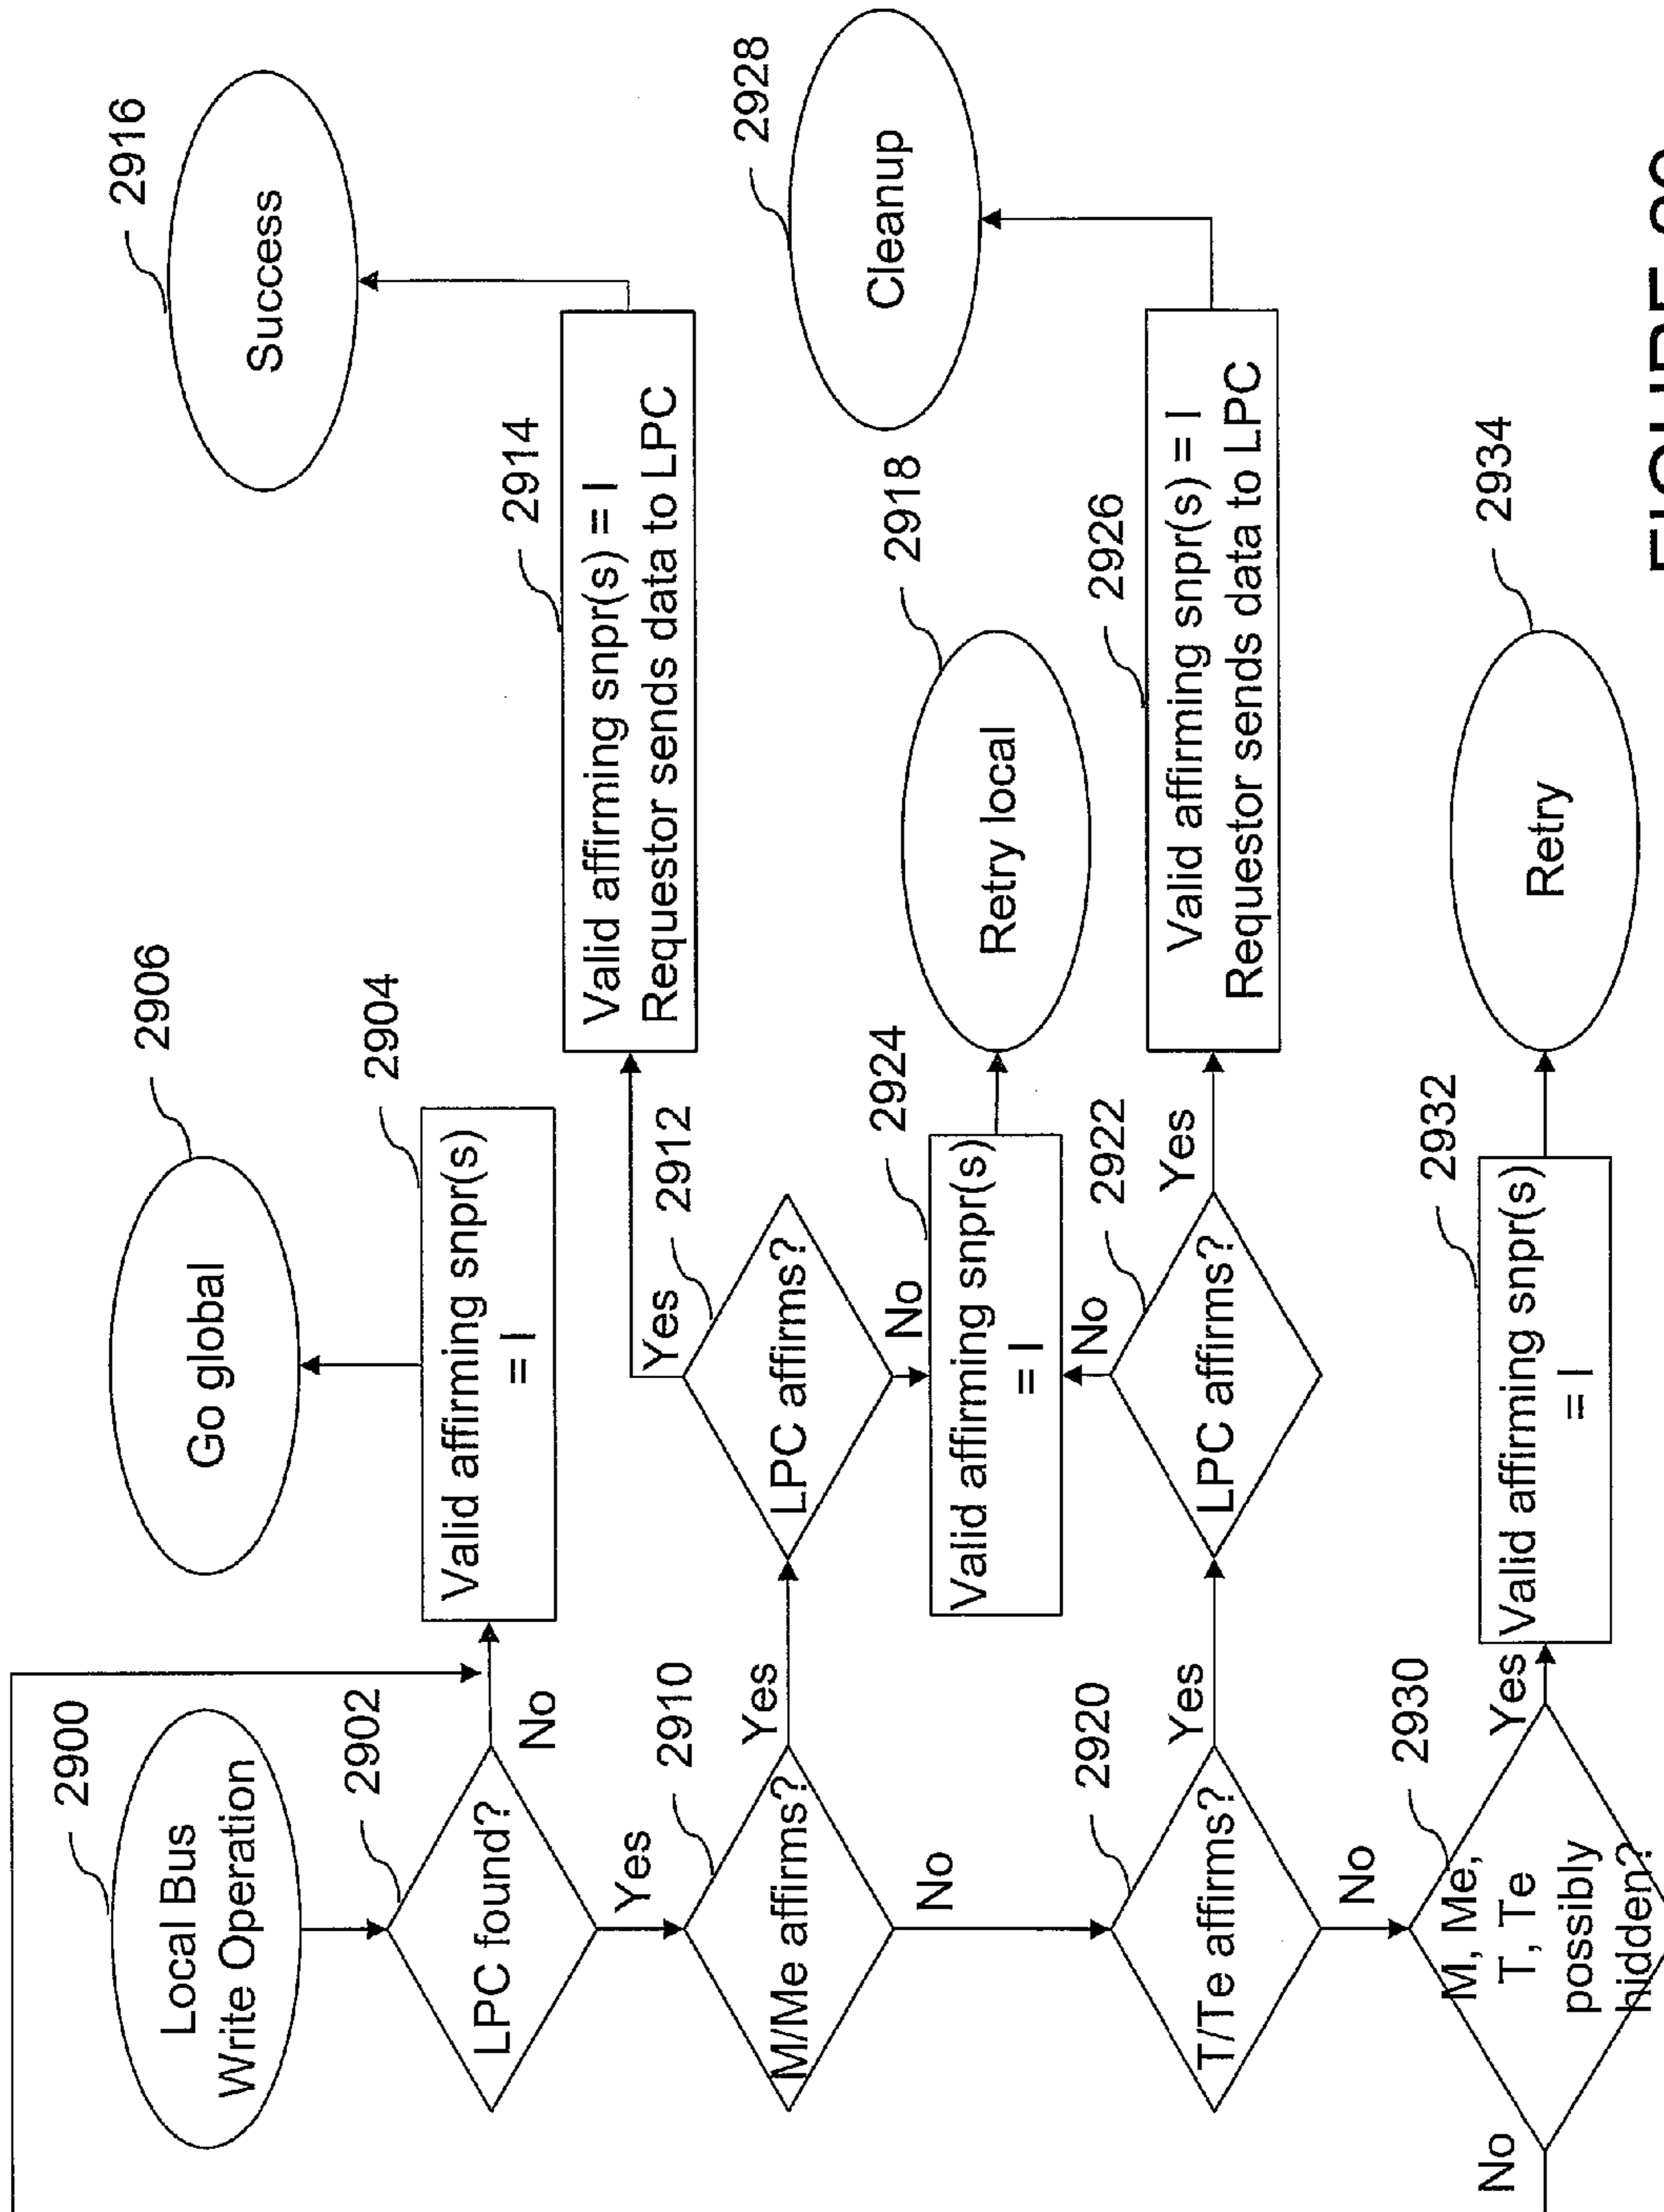 2900
Local Bus
Write Operation
2906
Go global
2916
Success
2902
LPC found?
No
Yes
2904
Valid affirming snpr(s)
= I
2910
M/Me affirms?
Yes
No
2912
LPC affirms?
Yes
No
2914
Valid affirming snpr(s) = I
Requestor sends data to LPC
2928
Cleanup
2924
Valid affirming snpr(s)
= I
2918
Retry local
2920
T/Te affirms?
Yes
No
2922
LPC affirms?
No
Yes
2926
Valid affirming snpr(s) = I
Requestor sends data to LPC
2930
M, Me,
T, Te
possibly
hidden?
No
Yes
2932
Valid affirming snpr(s)
= I
2934
Retry
FIGURE